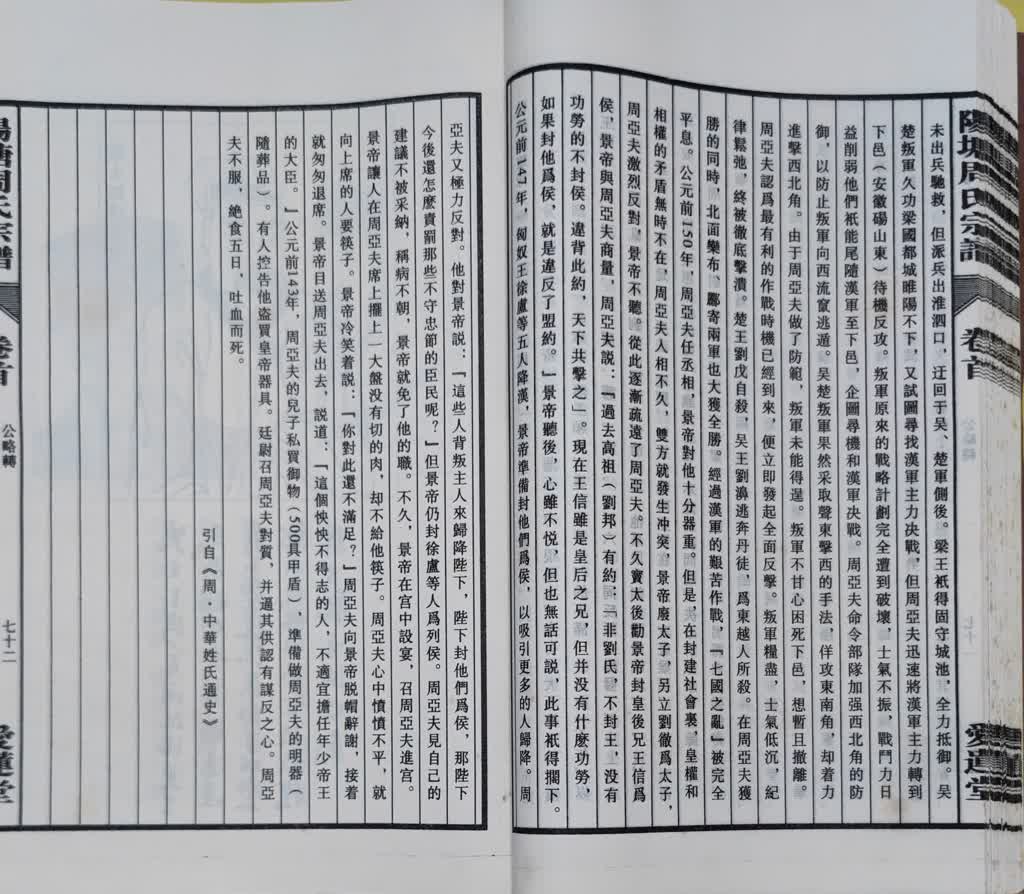 陽塘周氏宗譜
卷首
愛蓮堂
未出兵馳救，但派兵出淮泗口，迂回于吴、楚軍側後。梁王衹得固守城池，全力抵御。吴
楚叛軍久功梁國都城睢陽不下，又試圖尋找漢軍主力决戰，但周亞夫迅速將漢軍主力轉到
下邑（安徽碭山東）待機反攻。叛軍原來的戰略計劃完全遭到破壞，士氣不振，戰鬥力日
益削弱他們衹能尾隨漢軍至下邑，企圖尋機和漢軍决戰。周亞夫命令部隊加强西北角的防
御，以防止叛軍向西流竄逃遁。吴楚叛軍果然采取聲東擊西的手法，佯攻東南角，却着力
進擊西北角。由于周亞夫做了防範，叛軍未能得逞。叛軍不甘心困死下邑，想暫且撤離。
周亞夫認爲最有利的作戰時機已經到來，便立即發起全面反擊。叛軍糧盡，士氣低沉，紀
律鬆弛，終被徹底擊潰。楚王劉戊自殺，吴王劉濞逃奔丹徒，爲東越人所殺。在周亞夫獲
勝的同時，北面欒布、酈寄兩軍也大獲全勝。經過漢軍的艱苦作戰，「七國之亂」被完全
平息。公元前150年，周亞夫任丞相，景帝對他十分器重。但是，在封建社會裏，皇權和
相權的矛盾無時不在，周亞夫人相不久，雙方就發生冲突，景帝廢太子，另立劉徹爲太子，
周亞夫激烈反對，景帝不聽。從此逐漸疏遠了周亞夫。不久竇太後勸景帝封皇後兄王信爲
侯，景帝與周亞夫商量，周亞夫説：「過去高祖（劉邦）有約：「非劉氏，不封王，没有
功勞的不封侯。違背此約，天下共擊之」。現在王信雖是皇后之兄，但并没有什麽功勞，
如果封他爲侯，就是違反了盟約。」景帝聽後，心雖不悦，但也無話可説，此事衹得擱下。
公元前147年，匈奴王徐盧等五人降漢，景帝準備封他們爲侯，以吸引更多的人歸降。周
亞夫又極力反對。他對景帝説：「這些人背叛主人來歸降陛下，陛下封他們爲侯，那陛下
今後還怎麽責罰那些不守忠節的臣民呢？」但景帝仍封徐盧等人爲列侯。周亞夫見自己的
建議不被采納，稱病不朝，景帝就免了他的職。不久，景帝在宫中設宴，召周亞夫進宫。
景帝讓人在周亞夫席上擺上一大盤没有切的肉，却不給他筷子。周亞夫心中憤憤不平，就
向上席的人要筷子。景帝冷笑着説：「你對此還不滿足？」周亞夫向景帝脱帽辭謝，接着
就匆匆退席。景帝目送周亞夫出去，説道：「這個怏怏不得志的人，不適宜擔任年少帝王
的大臣。」公元前143年，周亞夫的兒子私買御物（500具甲盾），準備做周亞夫的明器（
隨葬品）。有人控告他盗買皇帝器具。廷尉召周亞夫對質，并逼其供認有謀反之心。周亞
夫不服，絶食五日，吐血而死。
引自《周·中華姓氏通史》
陽塘周氏宗譜
卷首
公略轉
七十二
愛蓮堂